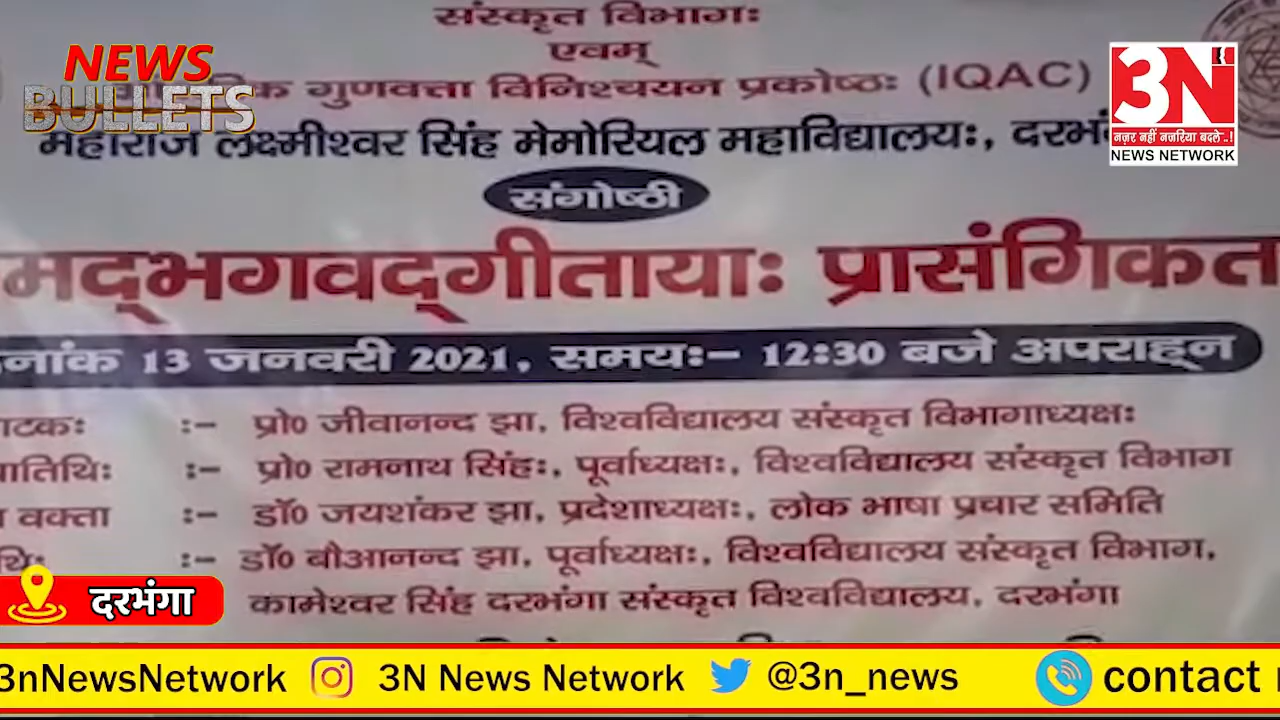 संस्कृत विभागः
एवम्
गुणवत्ता विनिश्चयन प्रकोष्ठः (IQAC)
महाराज लक्ष्मीश्वर सिंह मेमोरियल महाविद्यालयः,
संगोष्ठी
मद्भगवद्गीतायाः प्रासंगिकत
नांक 13 जनवरी 2021, समयः- 12:30 बजे अपराह्न
टकः :- प्रो० जीवानन्द झा, विश्वविद्यालय संस्कृत विभागाध्यक्षः
ातिथिः :- प्रो० रामनाथ सिंहः, पूर्वाध्यक्षः, विश्वविद्यालय संस्कृत विभाग
वक्ता :- डॉ० जयशंकर झा, प्रदेशाध्यक्षः, लोक भाषा प्रचार समिति
थिः :- डॉ० बौआनन्द झा, पूर्वाध्यक्षः, विश्वविद्यालय संस्कृत विभाग,
कामेश्वर सिंह दरभंगा संस्कृत विश्वविद्यालय, दरभंगा
NEWS
BULLETS
3N
नज़र नहीं नजरिया बदले..!
NEWS NETWORK
दरभंगा
3nNewsNetwork 3N News Network @3n_news contact